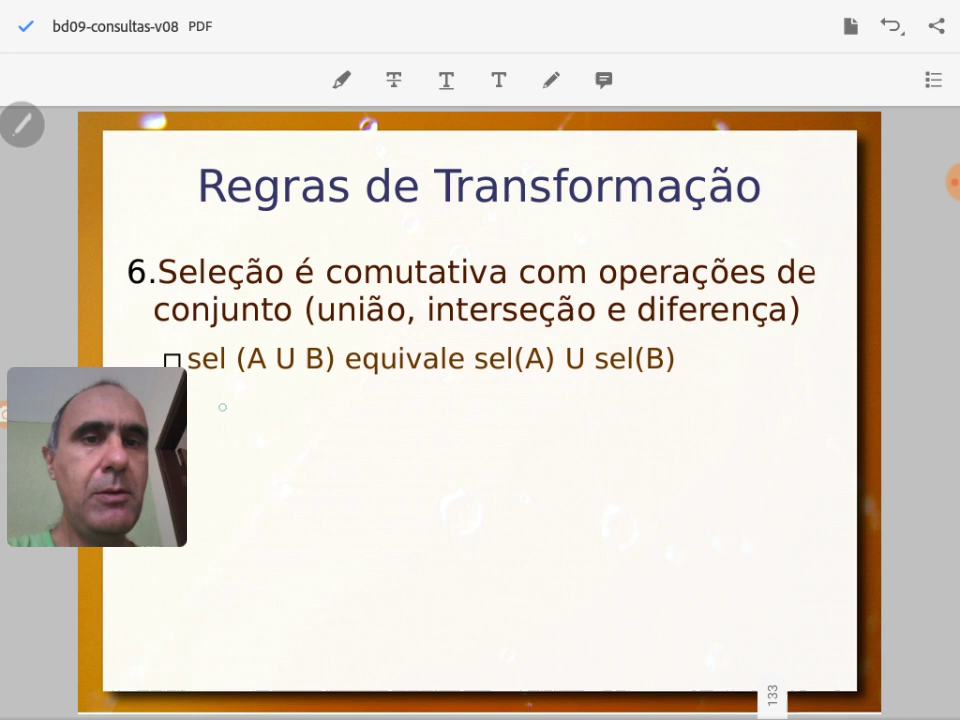 bd09-consultas-v08 PDF
Regras de Transformação
6.Seleção é comutativa com operações de
conjunto (união, interseção e diferença)
sel (A U B) equivale sel(A) U sel(B)
133